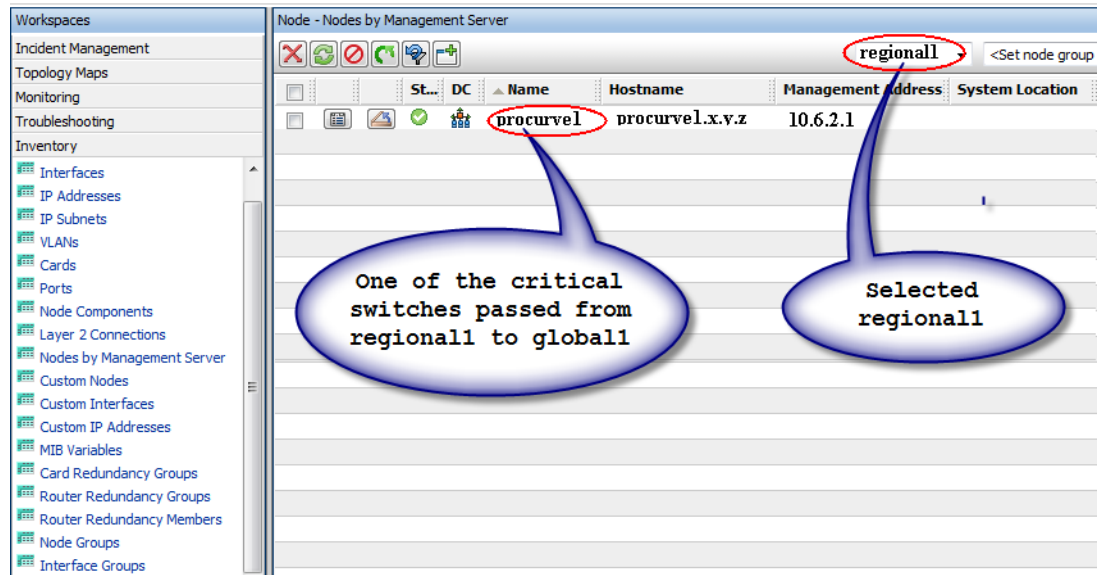 Workspaces
Incident Management
Topology Maps
Monitoring
Troubleshooting
Inventory
Interfaces
IP Addresses
IP Subnets
VLANs
Cards
Ports
Node Components
Layer 2 Connections
Nodes by Management Server
Custom Nodes
Custom Interfaces
Custom IP Addresses
MIB Variables
Card Redundancy Groups
Router Redundancy Groups
Router Redundancy Members
Node Groups
Interface Groups
Node - Nodes by Management Server
regional1 <Set node group
St... DC Name Hostname Management Address System Location
procurve1 procurve1.x.y.z 10.6.2.1
One of the critical
switches passed from
regional1 to global1
Selected
regional1